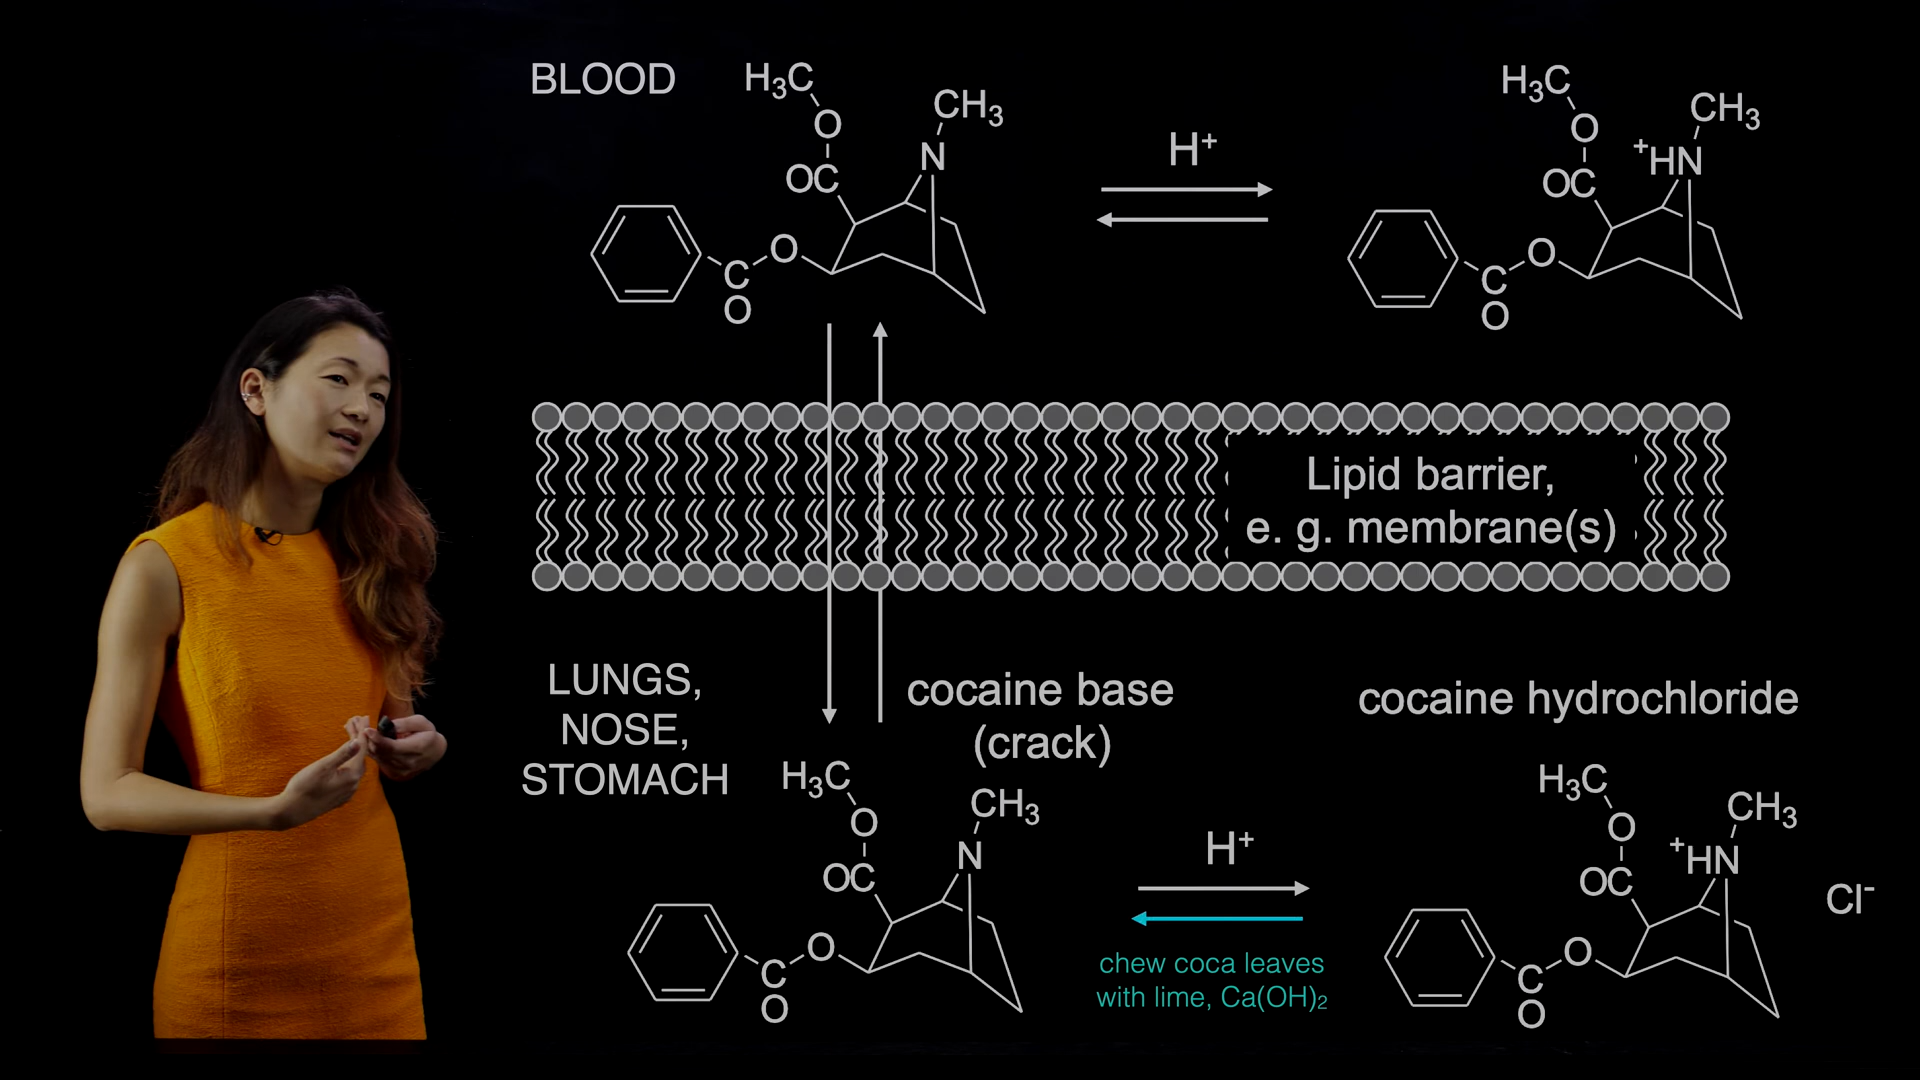 BLOOD
H₃C
O
OC
CH₃
N
O
C
O
H⁺
H₃C
O
OC
CH₃
⁺HN
O
C
O
Lipid barrier,
e. g. membrane(s)
LUNGS,
NOSE,
STOMACH
cocaine base
(crack)
cocaine hydrochloride
H₃C
O
OC
CH₃
N
O
C
O
H⁺
chew coca leaves
with lime, Ca(OH)₂
H₃C
O
OC
CH₃
⁺HN
O
C
O
Cl⁻